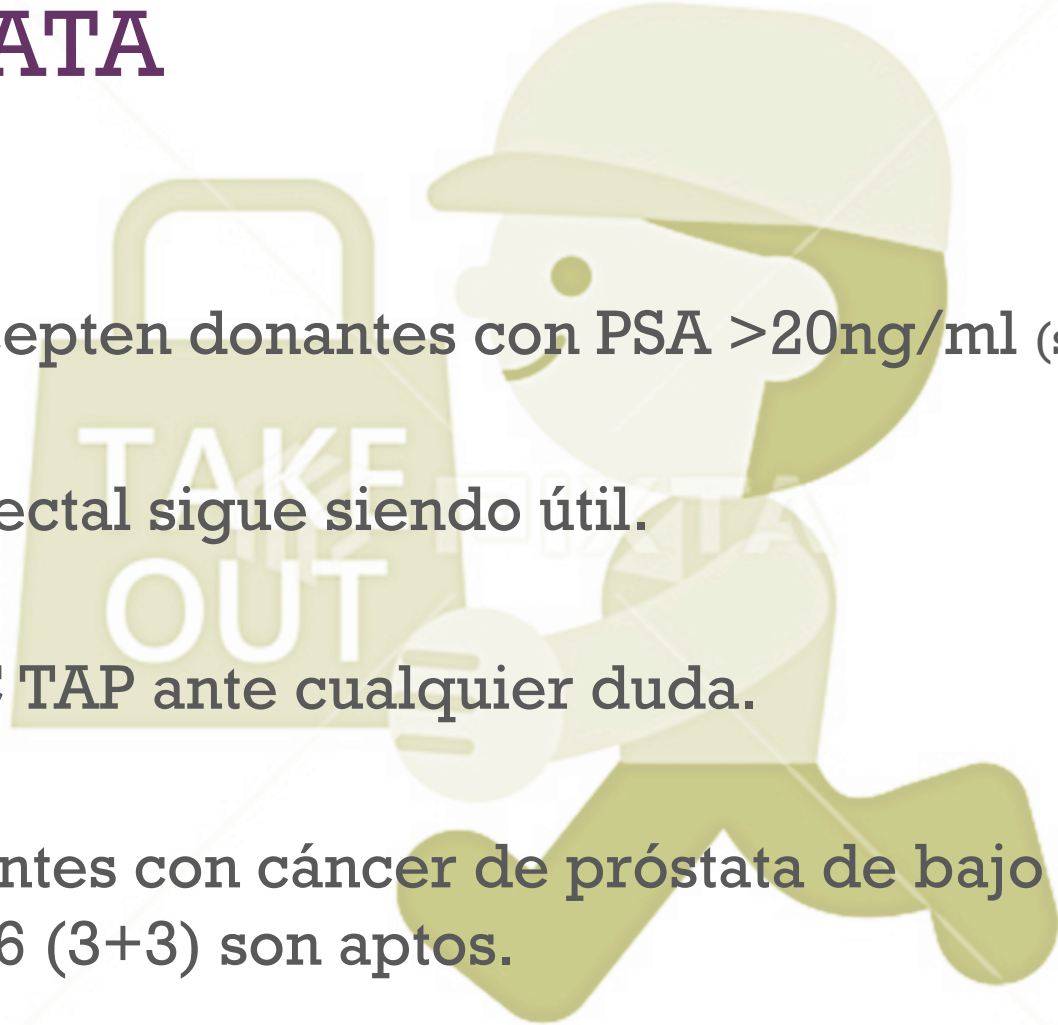 ATA
epten donantes con PSA >20ng/ml (s
TAKE
ectal sigue siendo útil.
PIXTA
OUT
TAP ante cualquier duda.
ntes con cáncer de próstata de bajo
6 (3+3) son aptos.